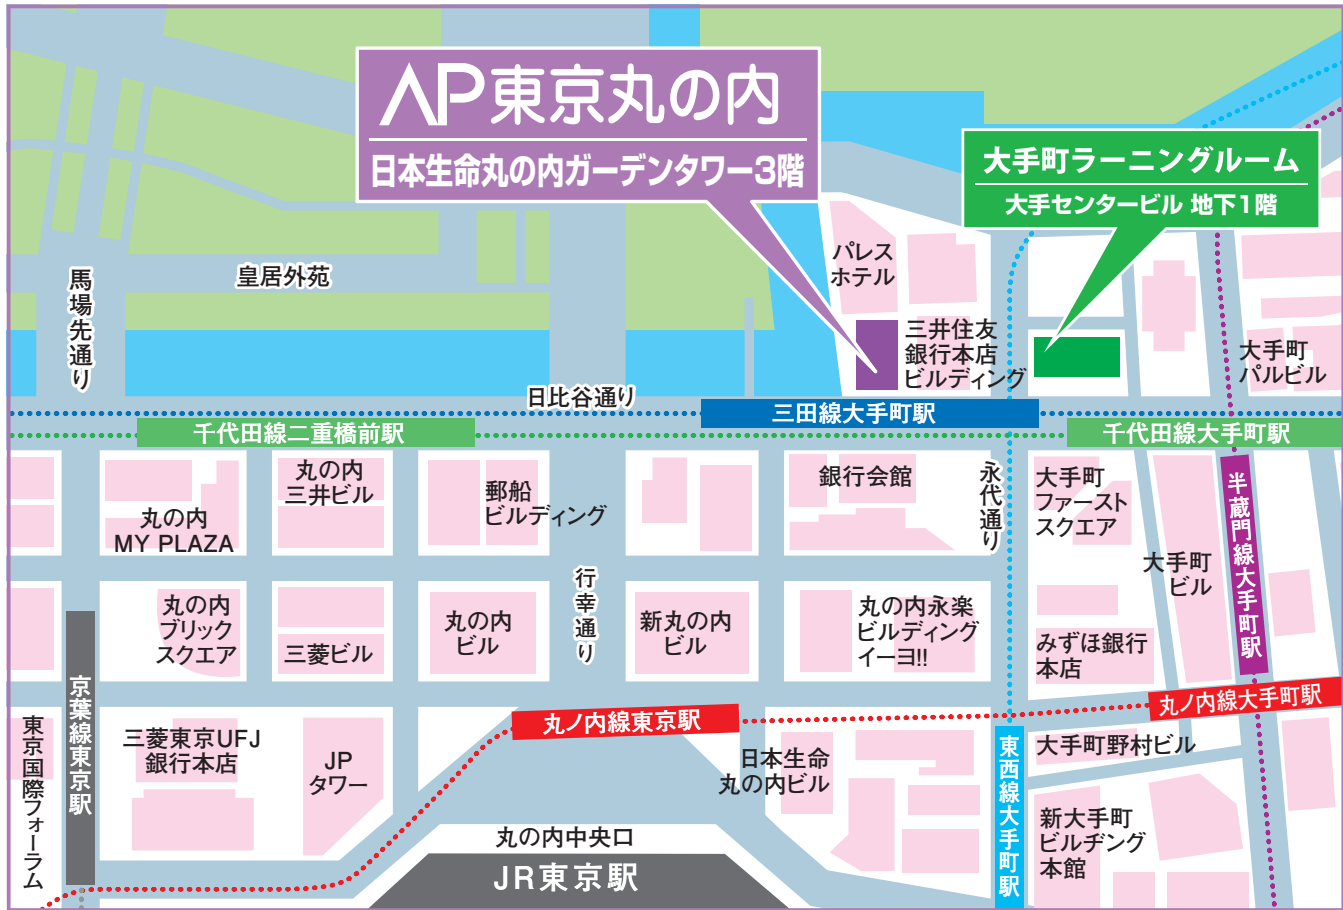 AP東京丸の内
日本生命丸の内ガーデンタワー3階
大手町ラーニングルーム
大手センタービル 地下1階
パレス
ホテル
馬場先通り
皇居外苑
三井住友
銀行本店
ビルディング
大手町
パルビル
日比谷通り
三田線大手町駅
千代田線二重橋前駅
千代田線大手町駅
丸の内
MY PLAZA
丸の内
三井ビル
郵船
ビルディング
銀行会館
永代通り
大手町
ファースト
スクエア
半蔵門線大手町駅
大手町
ビル
行幸通り
丸の内
ブリック
スクエア
三菱ビル
丸の内
ビル
新丸の内
ビル
丸の内永楽
ビルディング
イーヨ!!
みずほ銀行
本店
京葉線東京駅
丸ノ内線東京駅
丸ノ内線大手町駅
東京国際フォーラム
三菱東京UFJ
銀行本店
JP
タワー
日本生命
丸の内ビル
東西線大手町駅
大手町野村ビル
新大手町
ビルヂング
本館
丸の内中央口
JR東京駅